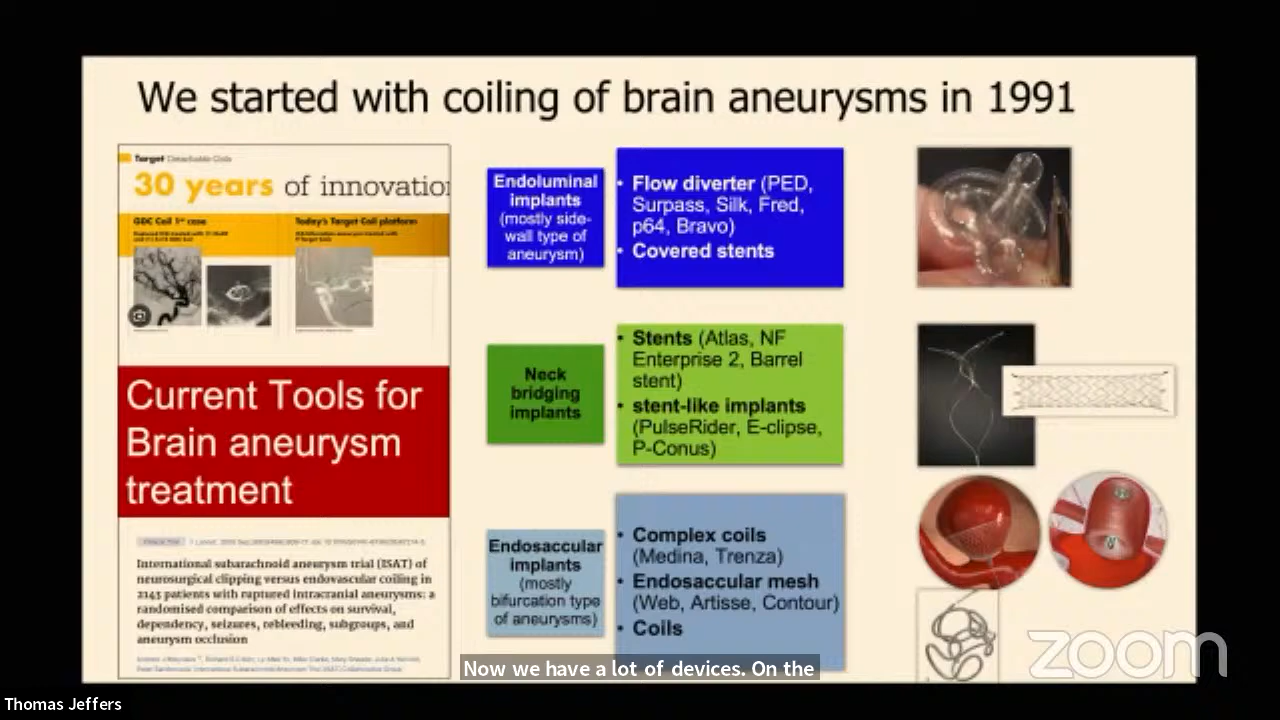 We started with coiling of brain aneurysms in 1991
Target Detachable Coils
30 years of innovation
GDC Coil 1st case
Today's Target Coil platform
Current Tools for
Brain aneurysm
treatment
International subarachnoid aneurysm trial (ISAT) of
neurosurgical clipping versus endovascular coiling in
2143 patients with ruptured intracranial aneurysms: a
randomised comparison of effects on survival,
dependency, seizures, rebleeding, subgroups, and
aneurysm occlusion
Endoluminal
implants
(mostly side-
wall type of
aneurysm)
• Flow diverter (PED,
Surpass, Silk, Fred,
p64, Bravo)
• Covered stents
Neck
bridging
implants
• Stents (Atlas, NF
Enterprise 2, Barrel
stent)
• stent-like implants
(PulseRider, E-clipse,
P-Conus)
Endosaccular
implants
(mostly
bifurcation type
of aneurysms)
• Complex coils
(Medina, Trenza)
• Endosaccular mesh
(Web, Artisse, Contour)
• Coils
zoom
Now we have a lot of devices. On the
Thomas Jeffers